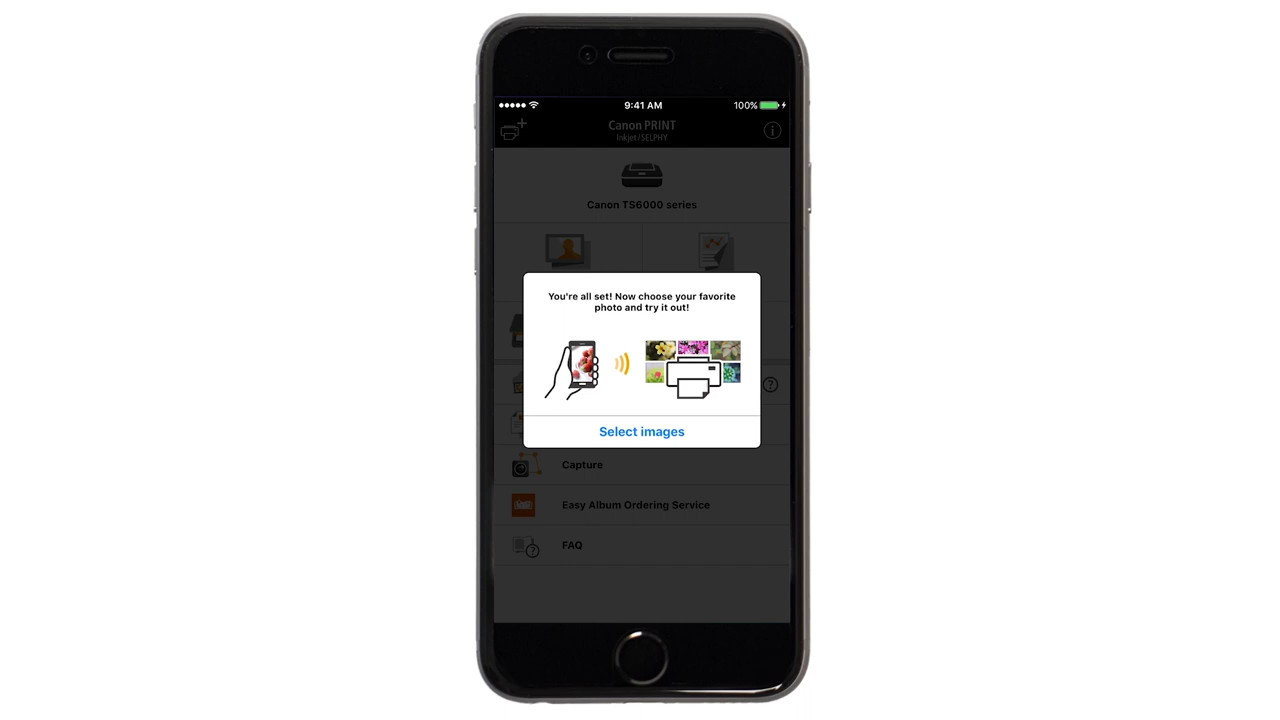 9:41 AM
100%
Canon PRINT
Inkjet/SELPHY
Canon TS6000 series
You're all set! Now choose your favorite
photo and try it out!
Select images
Capture
Easy Album Ordering Service
FAQ